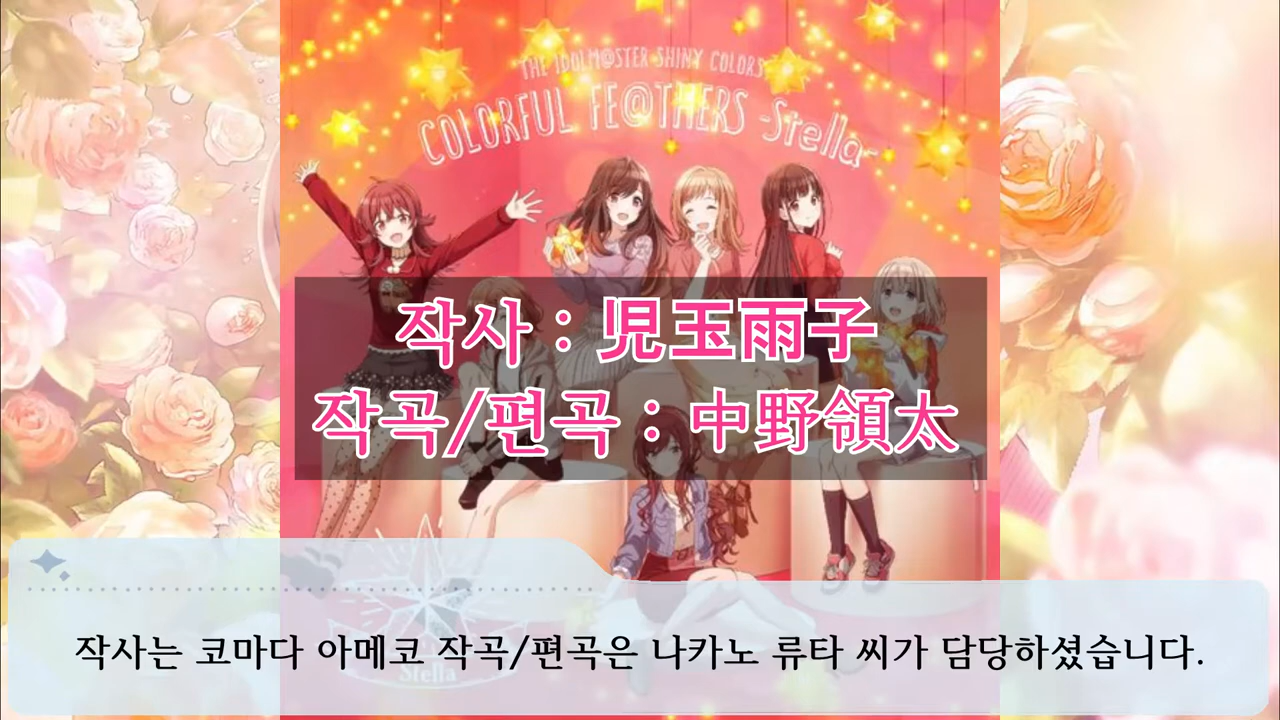 THE IDOLM@STER SHINY COLORS
COLORFUL FE@THERS -Stella-
작사 : 児玉雨子
작곡/편곡 : 中野領太
작사는 코마다 아메코 작곡/편곡은 나카노 류타 씨가 담당하셨습니다.
Stella